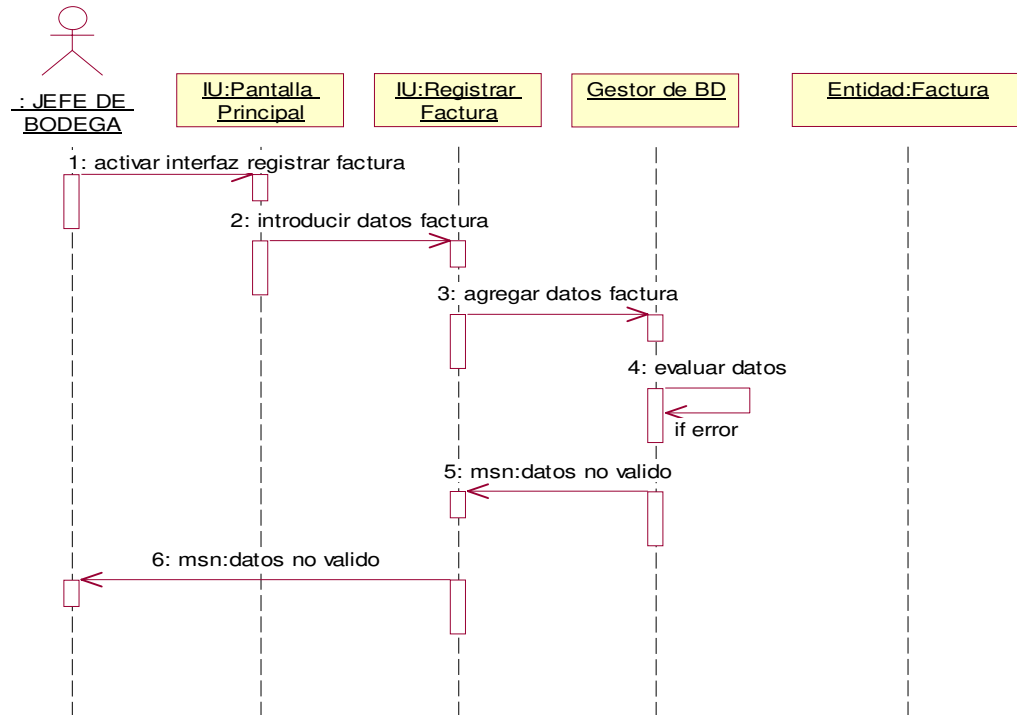 : JEFE DE
BODEGA
IU:Pantalla
Principal
IU:Registrar
Factura
Gestor de BD
Entidad:Factura
1: activar interfaz registrar factura
2: introducir datos factura
3: agregar datos factura
4: evaluar datos
if error
5: msn:datos no valido
6: msn:datos no valido